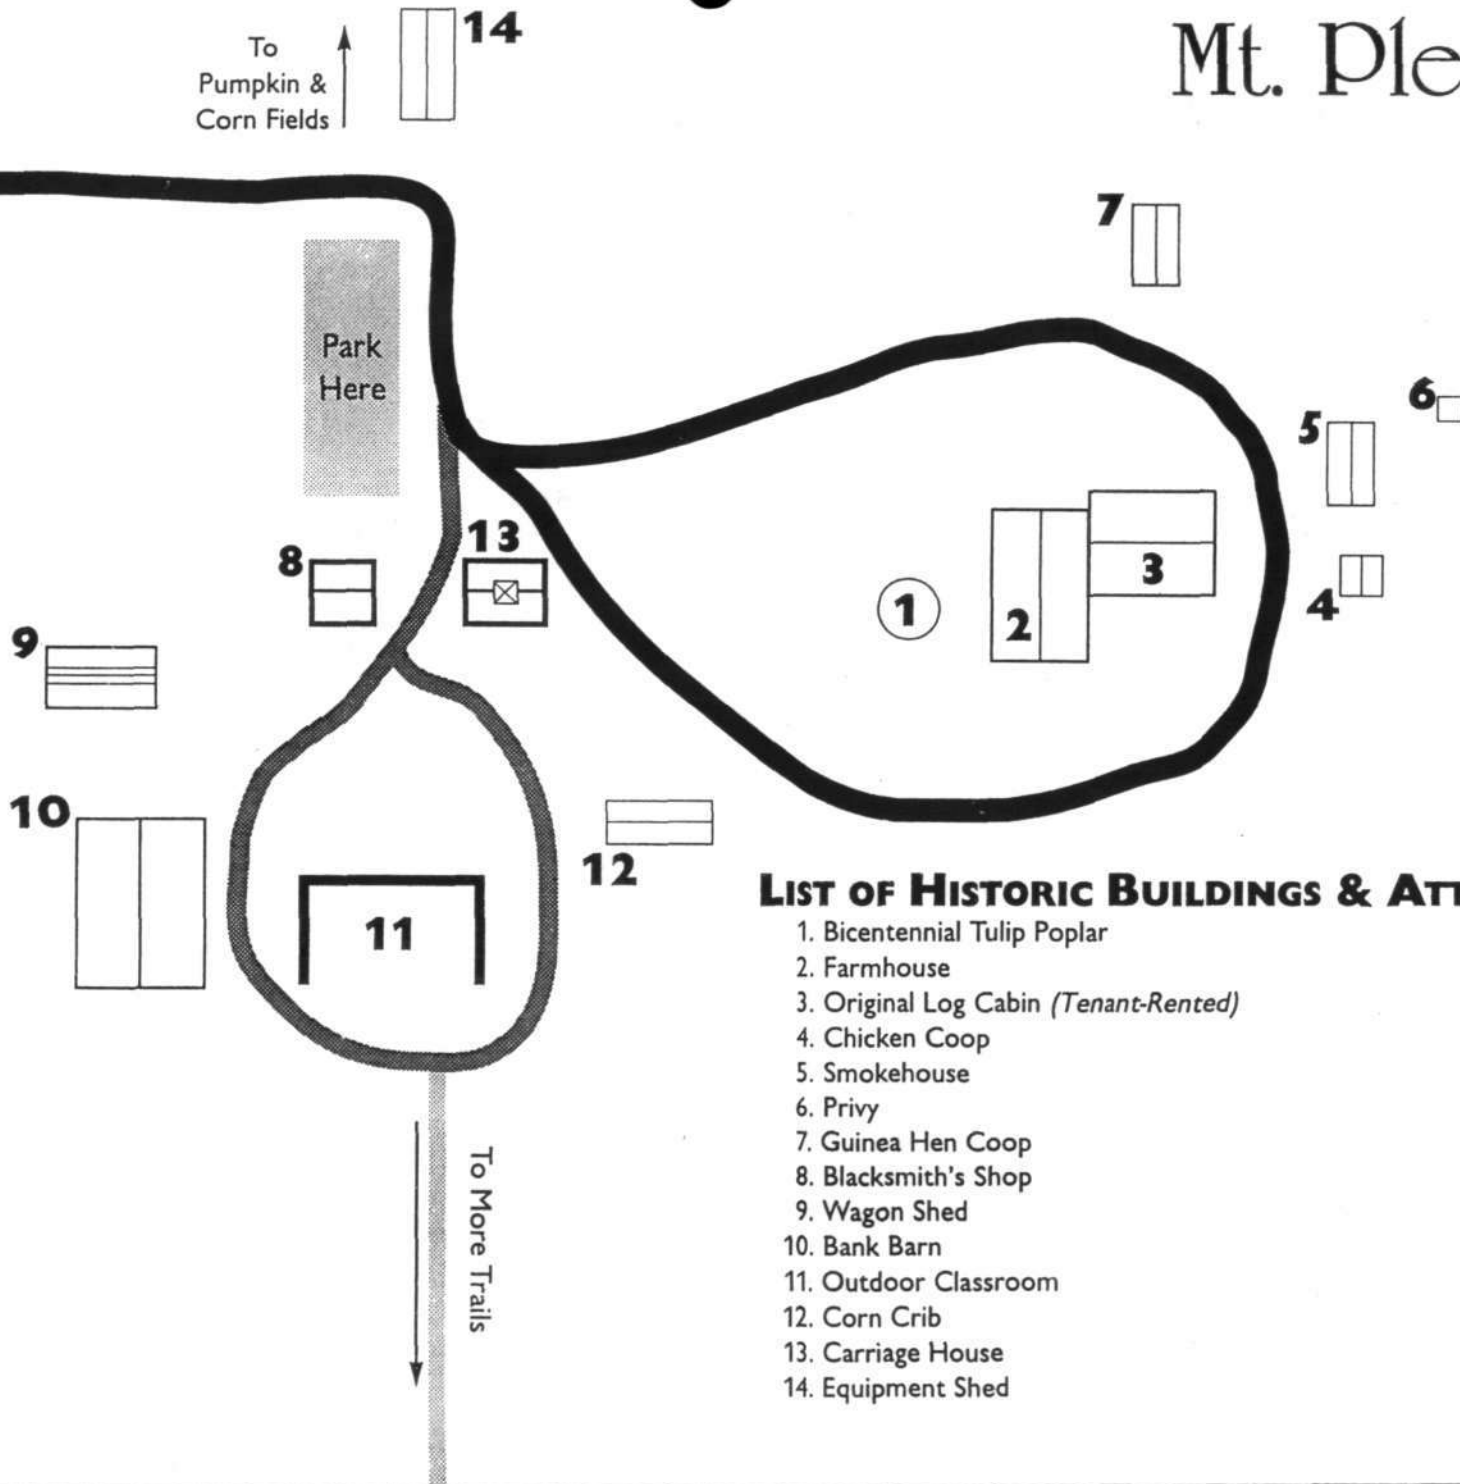 14
To
Pumpkin &
Corn Fields
Mt.
7
Park
Here
6
5
13
8
3
1
2
4
9
10
12
11
LIST OF HISTORIC BUILDINGS &
1. Bicentennial Tulip Poplar
2. Farmhouse
3. Original Log Cabin (Tenant-Rented)
4. Chicken Coop
5. Smokehouse
6. Privy
7. Guinea Hen Coop
8. Blacksmith's Shop
9. Wagon Shed
10. Bank Barn
11. Outdoor Classroom
12. Corn Crib
13. Carriage House
14. Equipment Shed
To More Trails